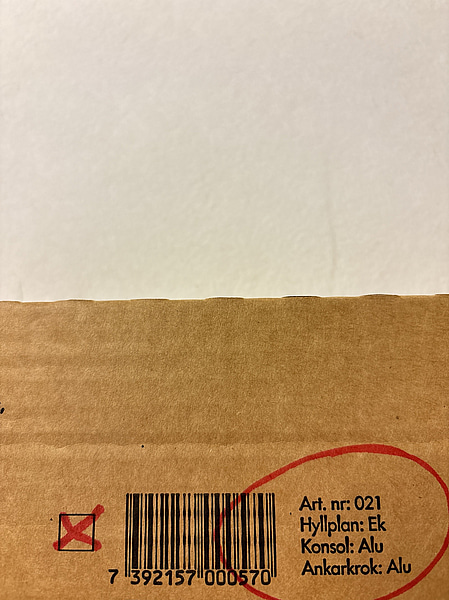 Art. nr: 021
Hyllplan: Ek
Konsol: Alu
Ankarkrok: Alu
7 392157 000570